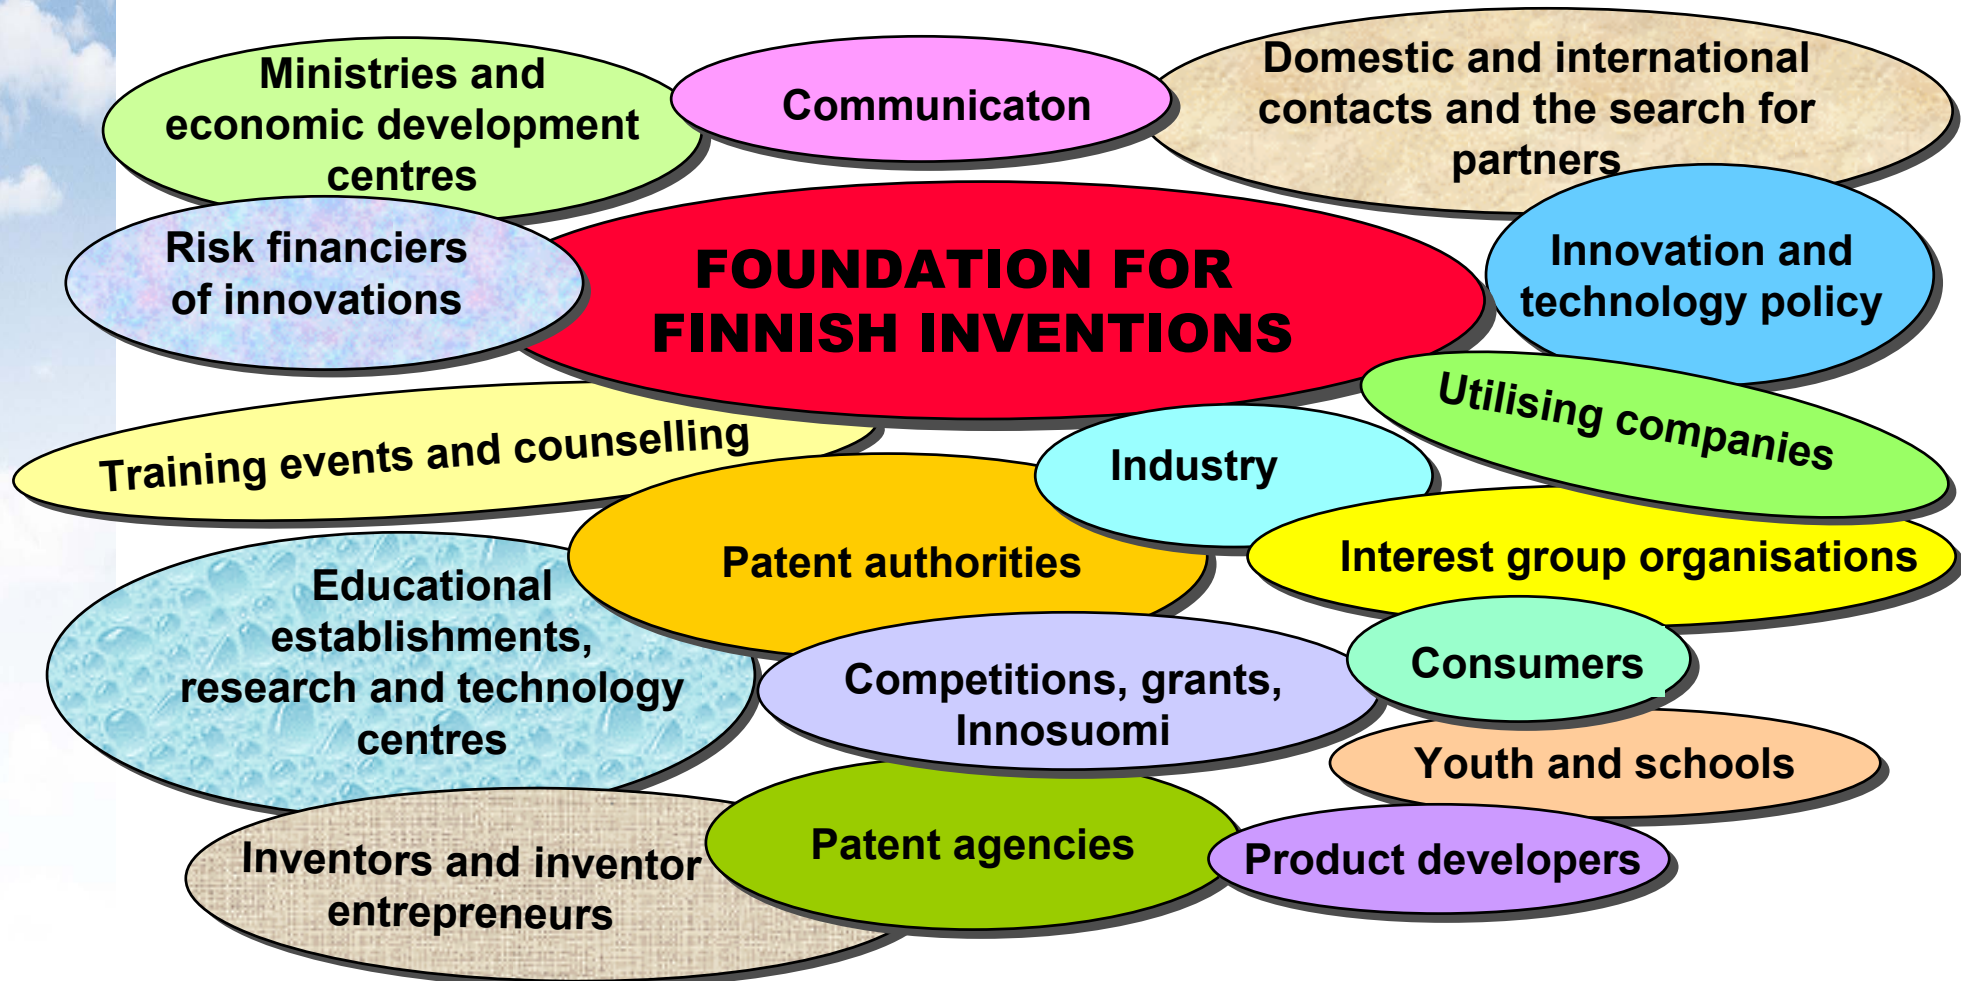 Ministries and
economic development
centres
Communicaton
Domestic and international
contacts and the search for
partners
Risk financiers
of innovations
FOUNDATION FOR
FINNISH INVENTIONS
Innovation and
technology policy
Utilising companies
Training events and counselling
Industry
Patent authorities
Interest group organisations
Educational
establishments,
research and technology
centres
Competitions, grants,
Innosuomi
Consumers
Youth and schools
Inventors and inventor
entrepreneurs
Patent agencies
Product developers